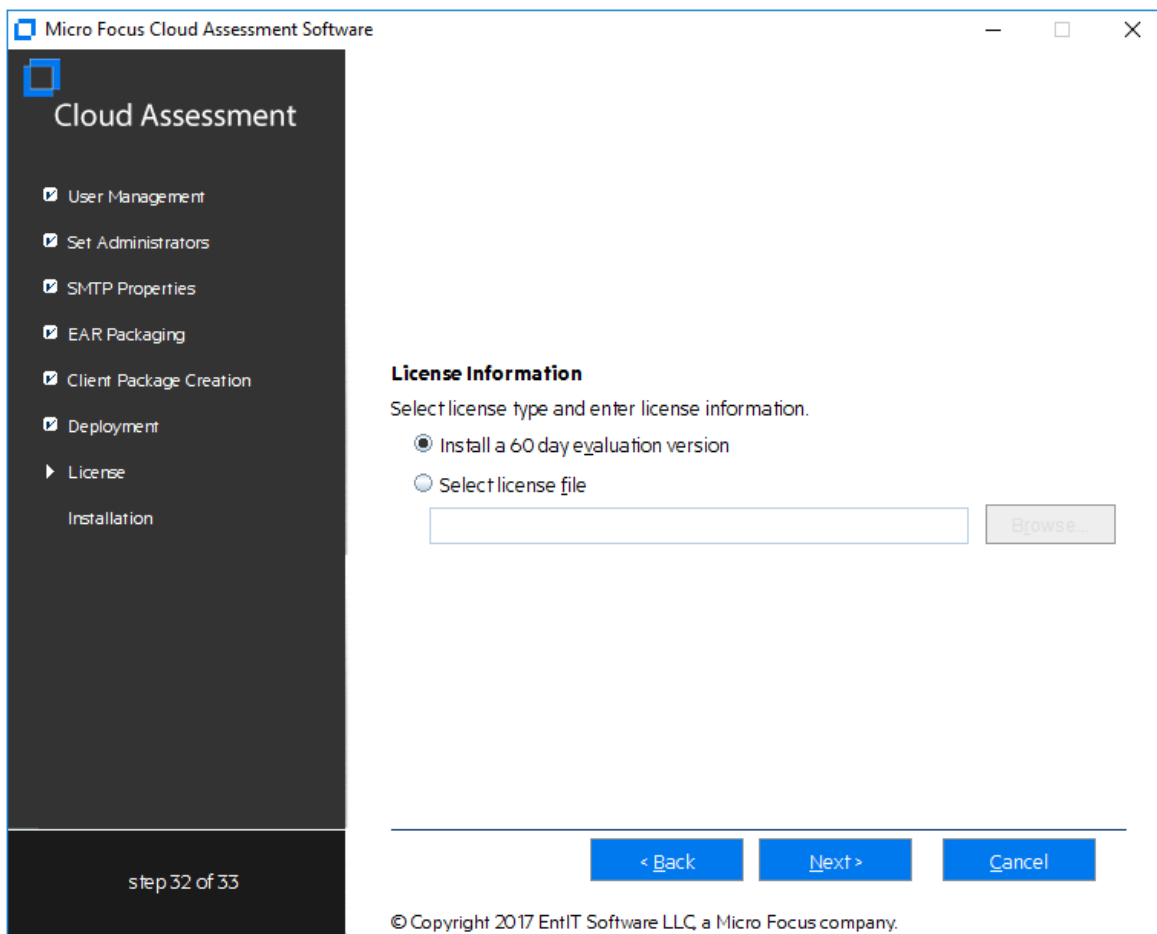 Micro Focus Cloud Assessment Software
Cloud Assessment
User Management
Set Administrators
SMTP Properties
EAR Packaging
Client Package Creation
Deployment
License
Installation
step 32 of 33
License Information
Select license type and enter license information.
Install a 60 day evaluation version
Select license file
Browse...
< Back
Next >
Cancel
© Copyright 2017 EntIT Software LLC, a Micro Focus company.